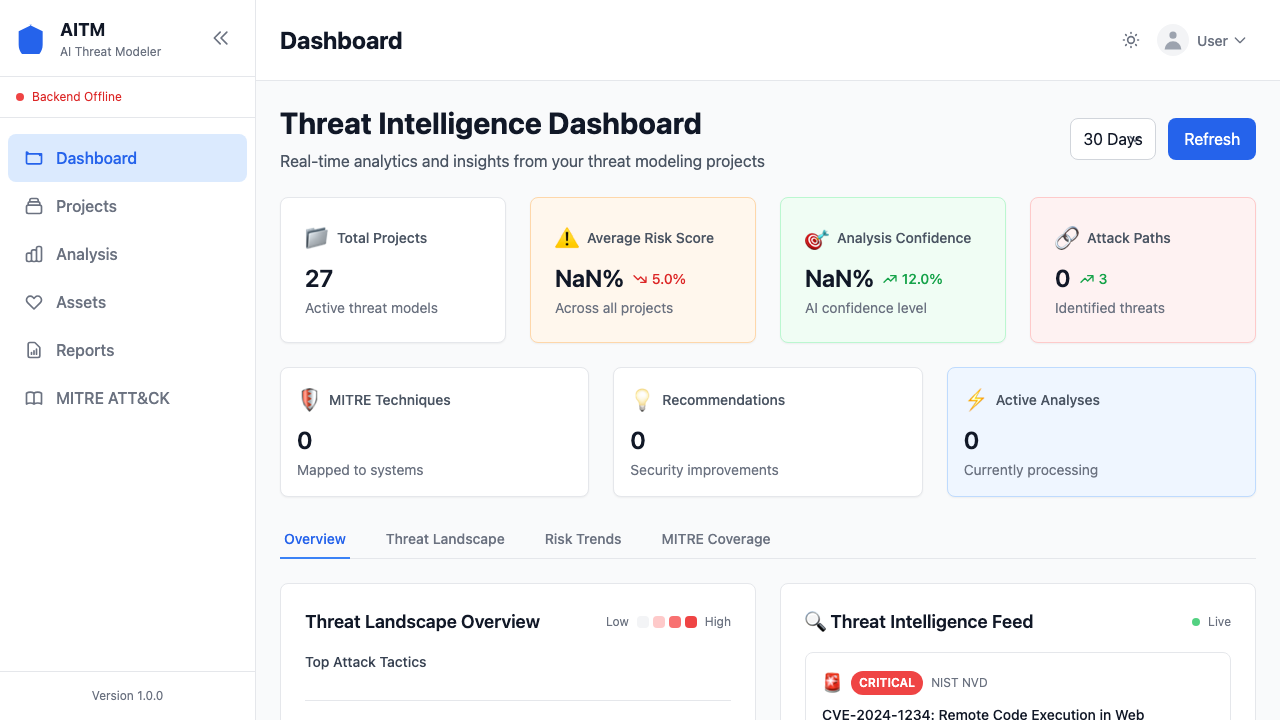 AITM
AI Threat Modeler
Backend Offline
Dashboard
Projects
Analysis
Assets
Reports
MITRE ATT&CK
Version 1.0.0
Dashboard
User
Threat Intelligence Dashboard
Real-time analytics and insights from your threat modeling projects
30 Days
Refresh
Total Projects
27
Active threat models
Average Risk Score
NaN% 5.0%
Across all projects
Analysis Confidence
NaN% 12.0%
AI confidence level
Attack Paths
0 3
Identified threats
MITRE Techniques
0
Mapped to systems
Recommendations
0
Security improvements
Active Analyses
0
Currently processing
Overview
Threat Landscape
Risk Trends
MITRE Coverage
Threat Landscape Overview
Low
High
Top Attack Tactics
Threat Intelligence Feed
Live
CRITICAL
NIST NVD
CVE-2024-1234: Remote Code Execution in Web